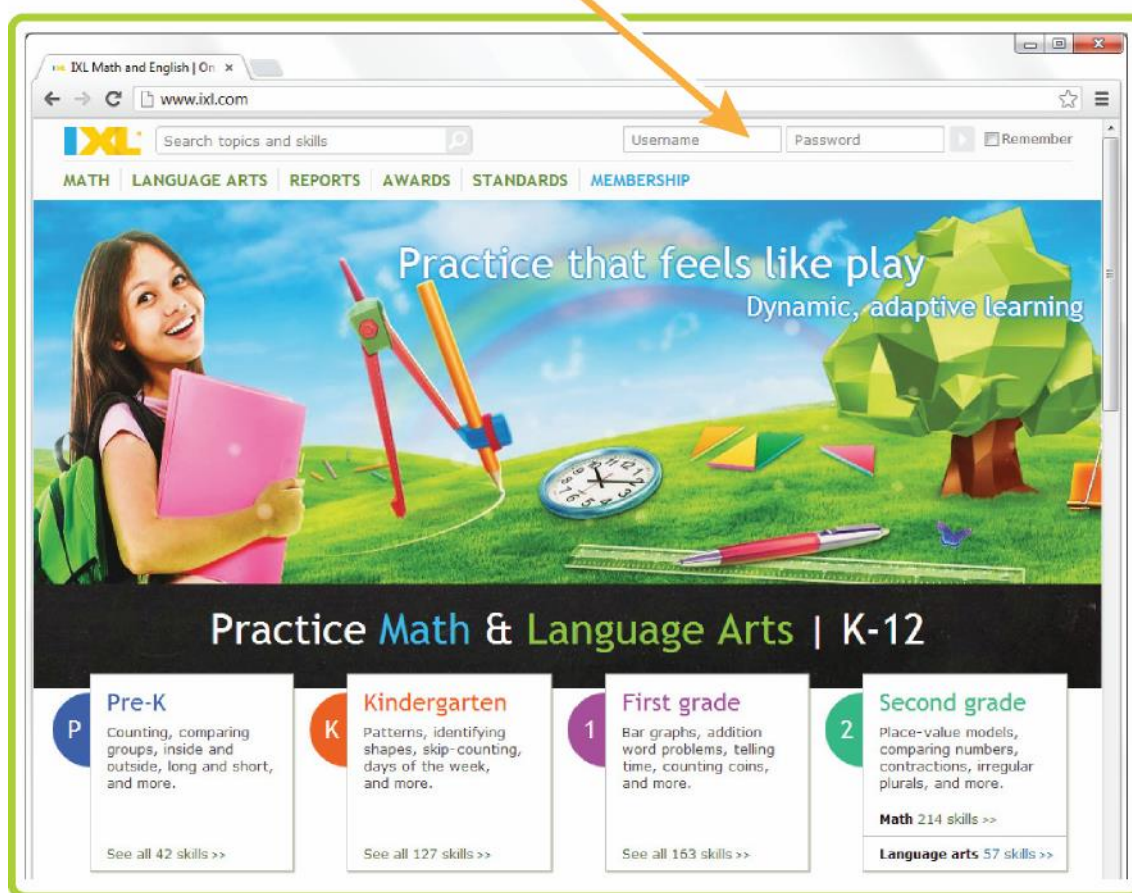 IXL Math and English | On
www.ixl.com
IXL
Search topics and skills
Username
Password
Remember
MATH
LANGUAGE ARTS
REPORTS
AWARDS
STANDARDS
MEMBERSHIP
Practice that feels like play
Dynamic, adaptive learning
Practice Math & Language Arts | K-12
P
Pre-K
Counting, comparing
groups, inside and
outside, long and short,
and more.
See all 42 skills >>
K
Kindergarten
Patterns, identifying
shapes, skip-counting,
days of the week,
and more.
See all 127 skills >>
1
First grade
Bar graphs, addition
word problems, telling
time, counting coins,
and more.
See all 163 skills >>
2
Second grade
Place-value models,
comparing numbers,
contractions, irregular
plurals, and more.
Math 214 skills >>
Language arts 57 skills >>